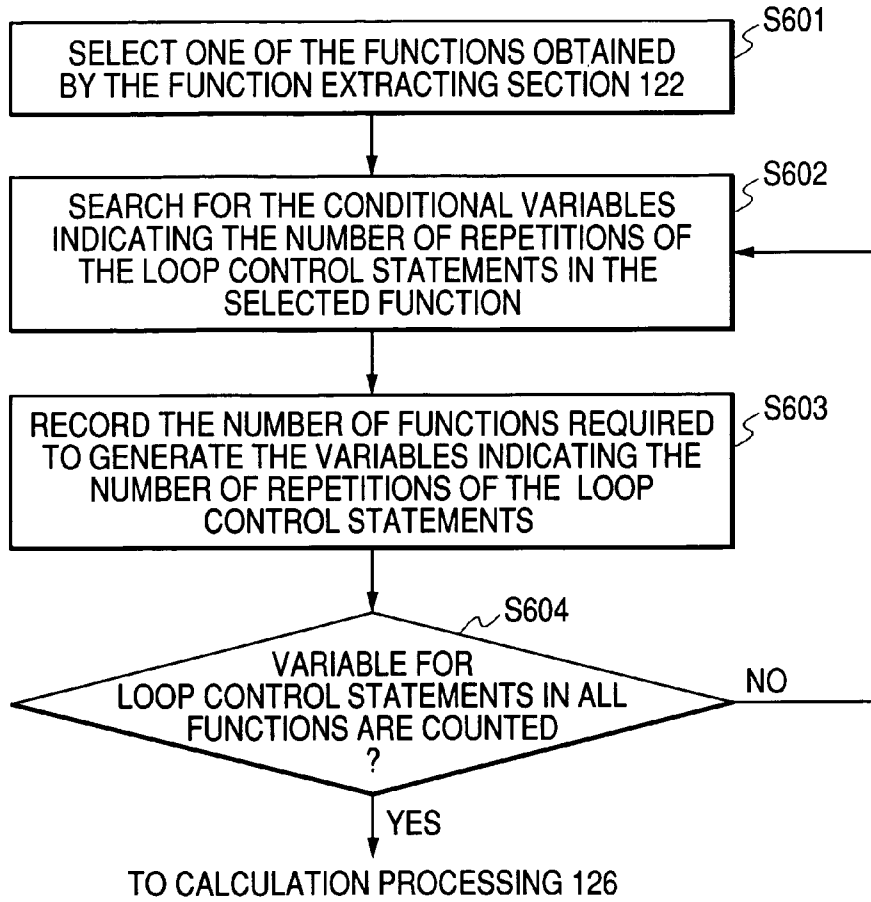 S601
SELECT ONE OF THE FUNCTIONS OBTAINED
BY THE FUNCTION EXTRACTING SECTION 122
S602
SEARCH FOR THE CONDITIONAL VARIABLES
INDICATING THE NUMBER OF REPETITIONS OF
THE LOOP CONTROL STATEMENTS IN THE
SELECTED FUNCTION
S603
RECORD THE NUMBER OF FUNCTIONS REQUIRED
TO GENERATE THE VARIABLES INDICATING THE
NUMBER OF REPETITIONS OF THE LOOP
CONTROL STATEMENTS
S604
VARIABLE FOR
LOOP CONTROL STATEMENTS IN ALL
FUNCTIONS ARE COUNTED
?
NO
YES
TO CALCULATION PROCESSING 126